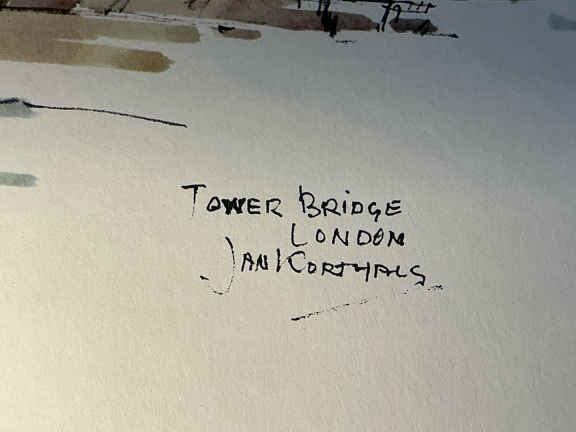 TOWER BRIDGE
LONDON
JAN KORTHALS